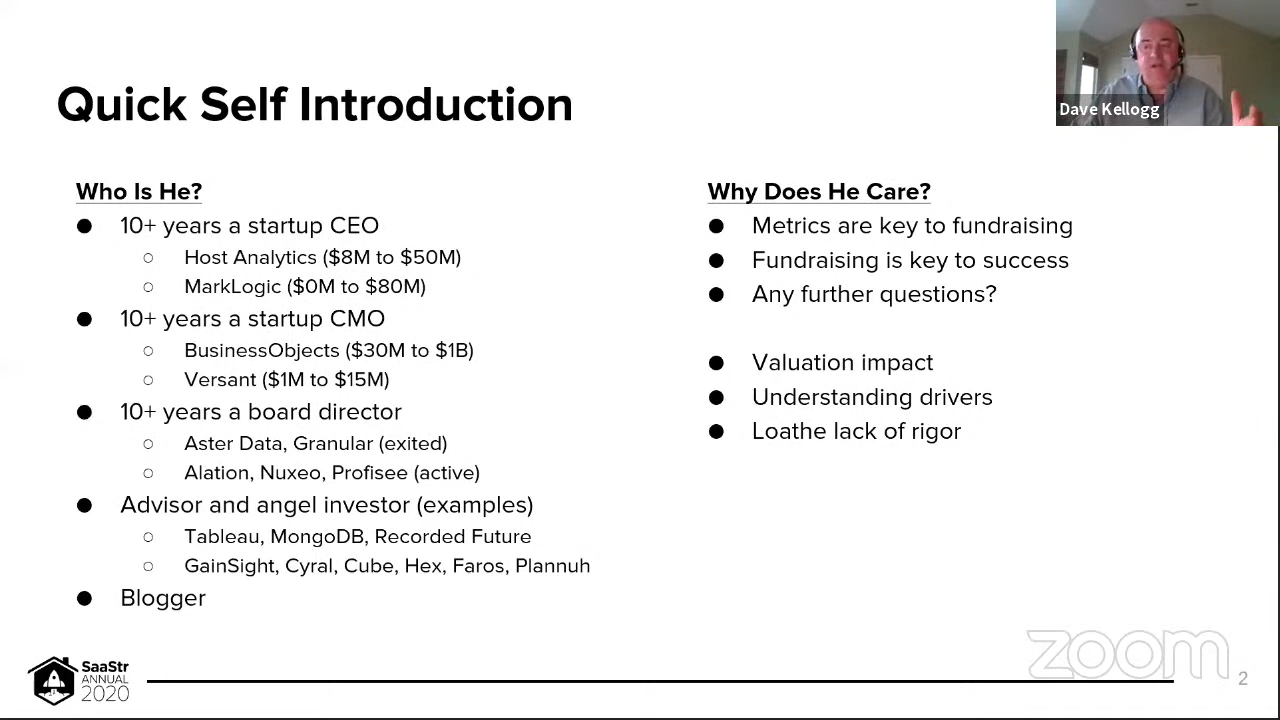 Quick Self Introduction
Dave Kellogg
Who Is He?
● 10+ years a startup CEO
○ Host Analytics ($8M to $50M)
○ MarkLogic ($0M to $80M)
● 10+ years a startup CMO
○ BusinessObjects ($30M to $1B)
○ Versant ($1M to $15M)
● 10+ years a board director
○ Aster Data, Granular (exited)
○ Alation, Nuxeo, Profisee (active)
● Advisor and angel investor (examples)
○ Tableau, MongoDB, Recorded Future
○ GainSight, Cyral, Cube, Hex, Faros, Plannuh
● Blogger
Why Does He Care?
● Metrics are key to fundraising
● Fundraising is key to success
● Any further questions?
● Valuation impact
● Understanding drivers
● Loathe lack of rigor
SaaStr
ANNUAL
2020
zoom
2